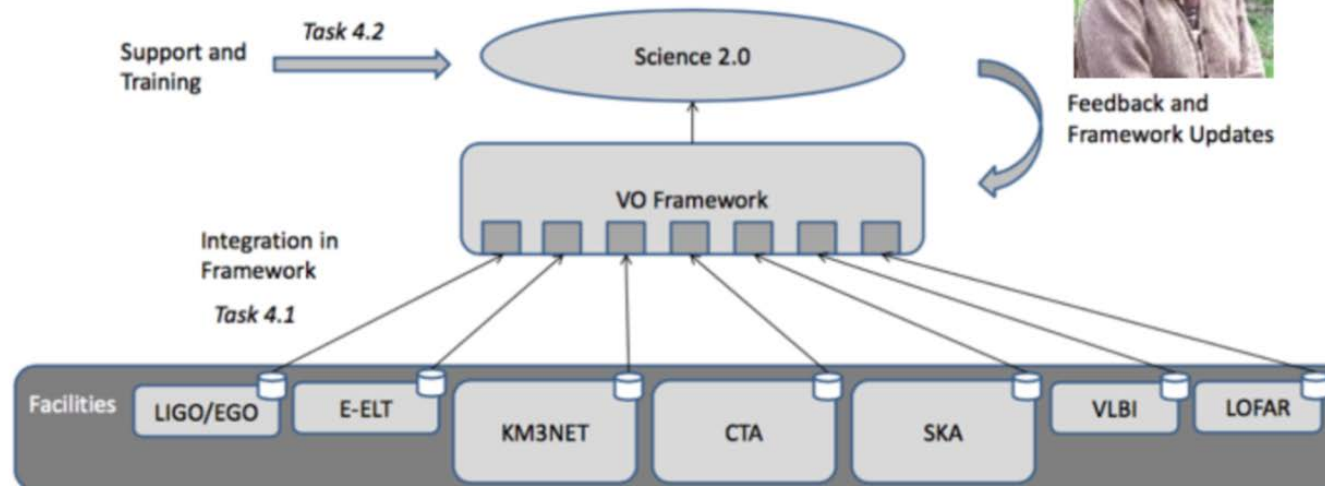 Task 4.2
Support and
Training
Science 2.0
Feedback and
Framework Updates
VO Framework
Integration in
Framework
Task 4.1
Facilities
LIGO/EGO
E-ELT
KM3NET
CTA
SKA
VLBI
LOFAR